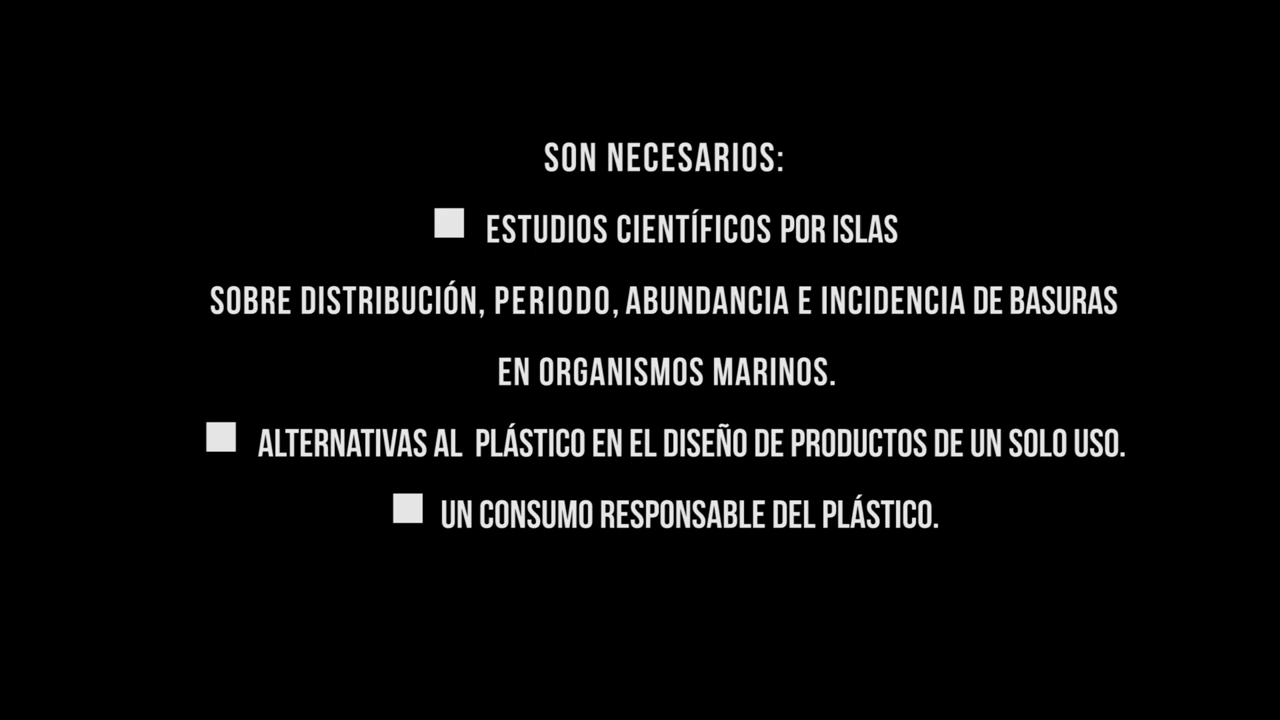 SON NECESARIOS:
■ ESTUDIOS CIENTÍFICOS POR ISLAS
SOBRE DISTRIBUCIÓN, PERIODO, ABUNDANCIA E INCIDENCIA DE BASURAS
EN ORGANISMOS MARINOS.
■ ALTERNATIVAS AL PLÁSTICO EN EL DISEÑO DE PRODUCTOS DE UN SOLO USO.
■ UN CONSUMO RESPONSABLE DEL PLÁSTICO.